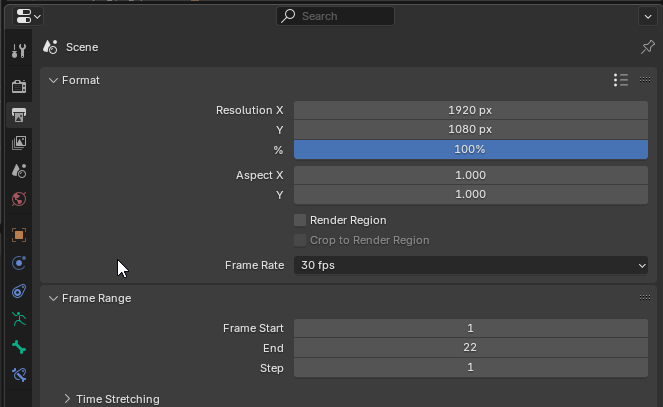 Search
Scene
Format
Resolution X 1920 px
Y 1080 px
% 100%
Aspect X 1.000
Y 1.000
Render Region
Crop to Render Region
Frame Rate 30 fps
Frame Range
Frame Start 1
End 22
Step 1
Time Stretching